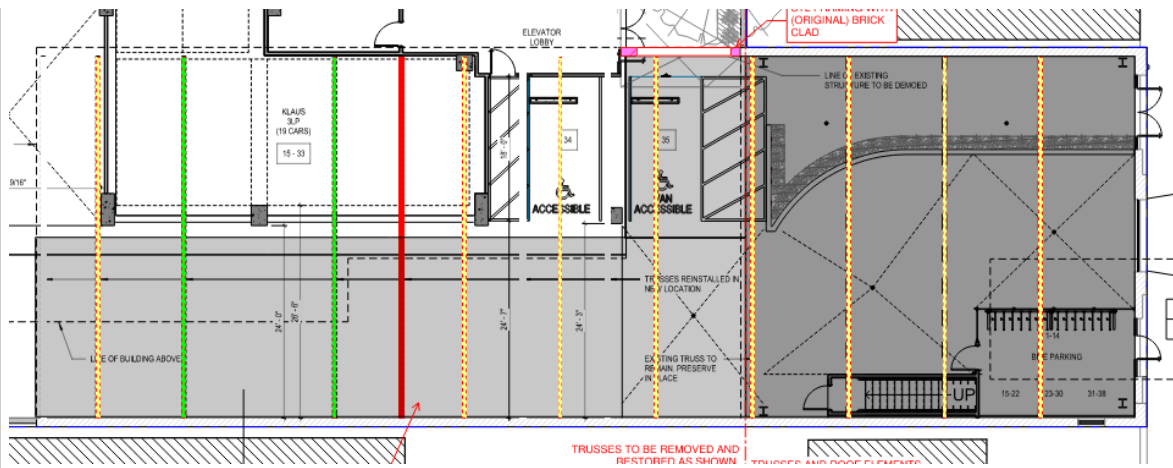 (ORIGINAL) BRICK
CLAD
ELEVATOR
LOBBY
LINE OF EXISTING
STRUCTURE TO BE DEMOED
KLAUS
3LP
(19 CARS)
15 - 33
34
35
18' - 0"
9/16"
ACCESSIBLE
VAN
ACCESSIBLE
TRUSSES REINSTALLED IN
NEW LOCATION
24' - 0"
26' - 6"
24' - 7"
24' - 3"
LINE OF BUILDING ABOVE
EXISTING TRUSS TO
REMAIN. PRESERVE
IN PLACE
1-14
BIKE PARKING
UP
15-22
23-30
31-38
TRUSSES TO BE REMOVED AND
RESTORED AS SHOWN
TRUSSES AND ROOF ELEMENTS